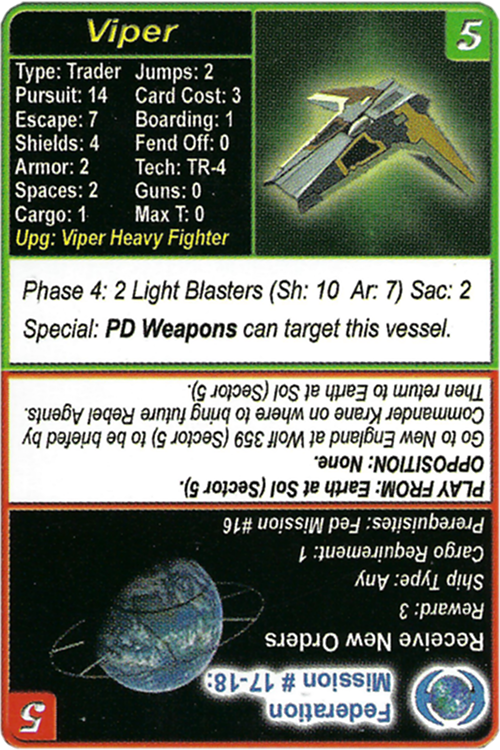 Viper
5
Type: Trader Jumps: 2
Pursuit: 14 Card Cost: 3
Escape: 7 Boarding: 1
Shields: 4 Fend Off: 0
Armor: 2 Tech: TR-4
Spaces: 2 Guns: 0
Cargo: 1 Max T: 0
Upg: Viper Heavy Fighter
Phase 4: 2 Light Blasters (Sh: 10 Ar: 7) Sac: 2
Special: PD Weapons can target this vessel.
5
Federation
Mission # 17-18:
Receive New Orders
Reward: 3
Ship Type: Any
Cargo Requirement: 1
Prerequisites: Fed Mission #16
PLAY FROM: Earth at Sol (Sector 5).
OPPOSITION: None.
Go to New England at Wolf 359 (Sector 5) to be briefed by
Commander Krane on where to bring future Rebel Agents.
Then return to Earth at Sol (Sector 5).